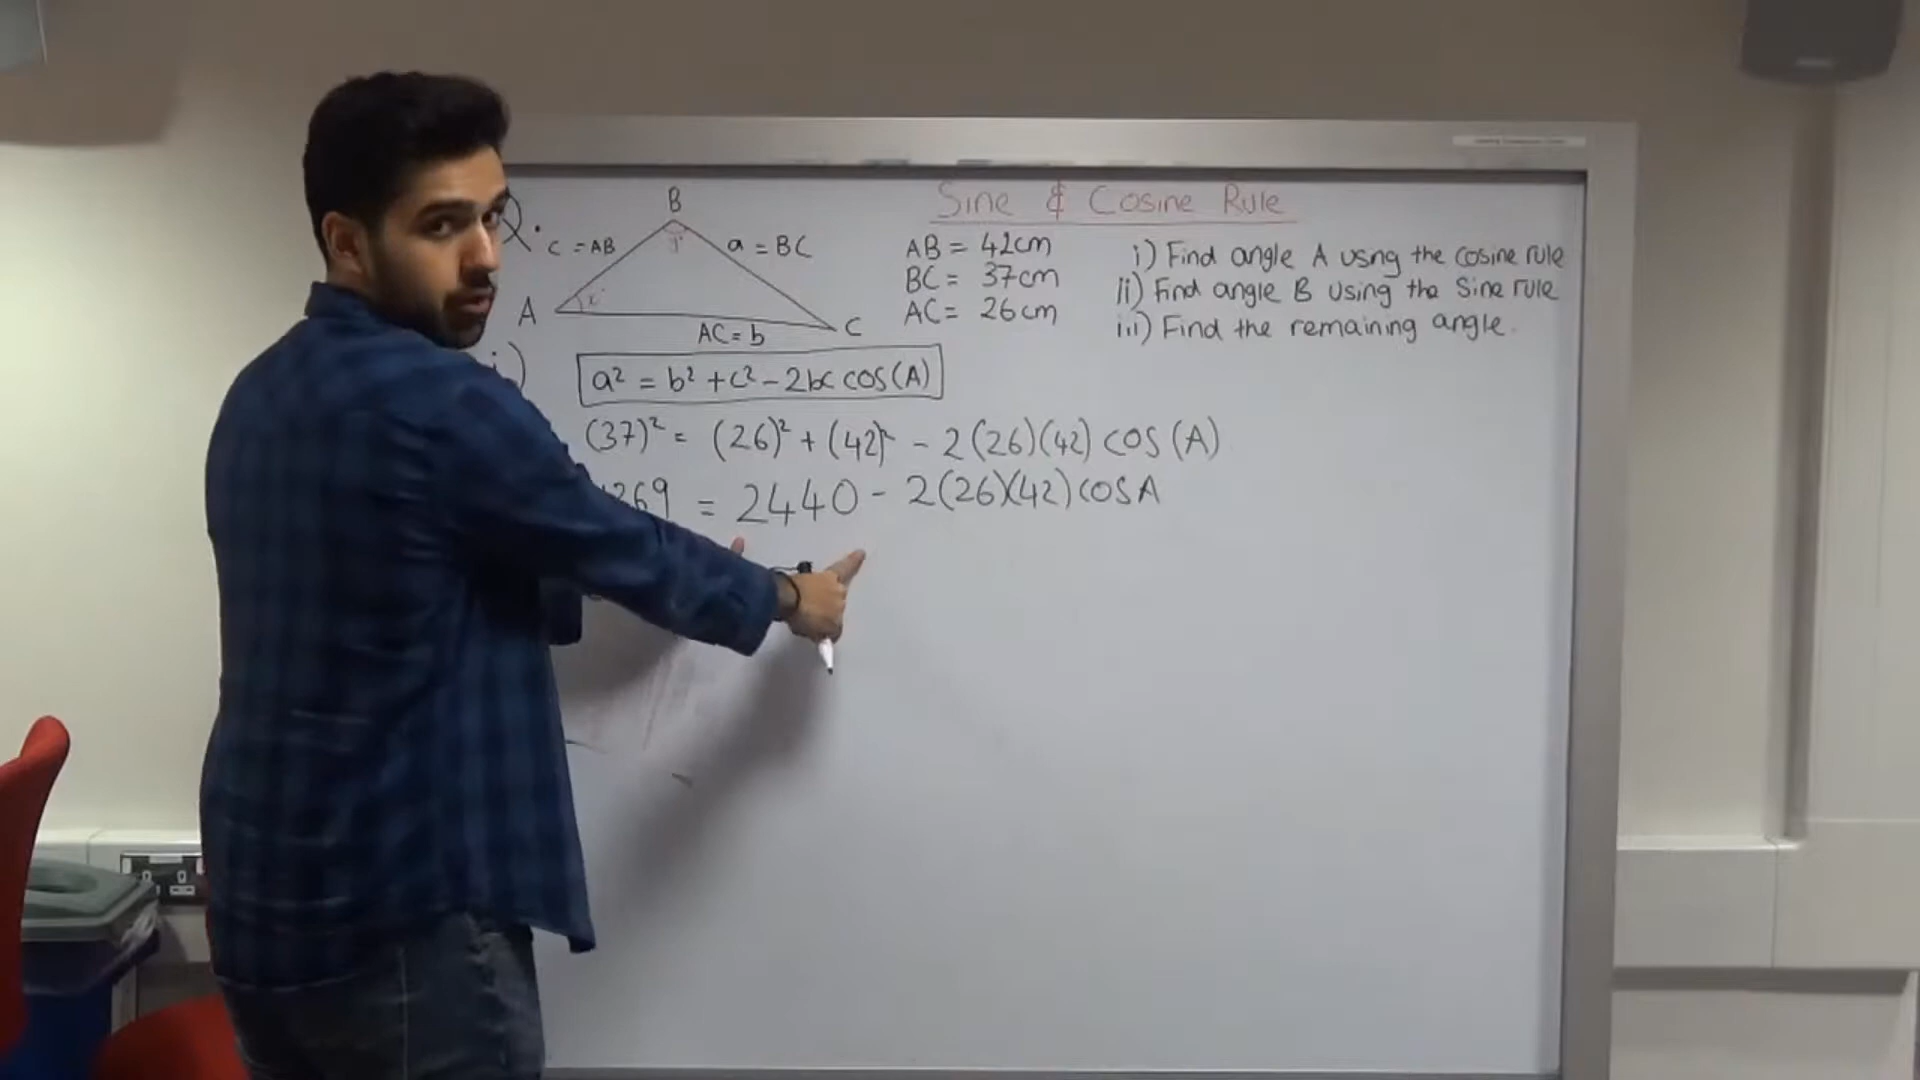 Sine & Cosine Rule
Q.
B
C = AB
a = BC
A
C
AC = b
AB = 42cm
BC = 37cm
AC = 26cm
i) Find angle A using the cosine rule
ii) Find angle B using the Sine rule
iii) Find the remaining angle.
i)
a² = b² + c² - 2bc cos(A)
(37)² = (26)² + (42)² - 2(26)(42) cos(A)
369 = 2440 - 2(26)(42) cosA